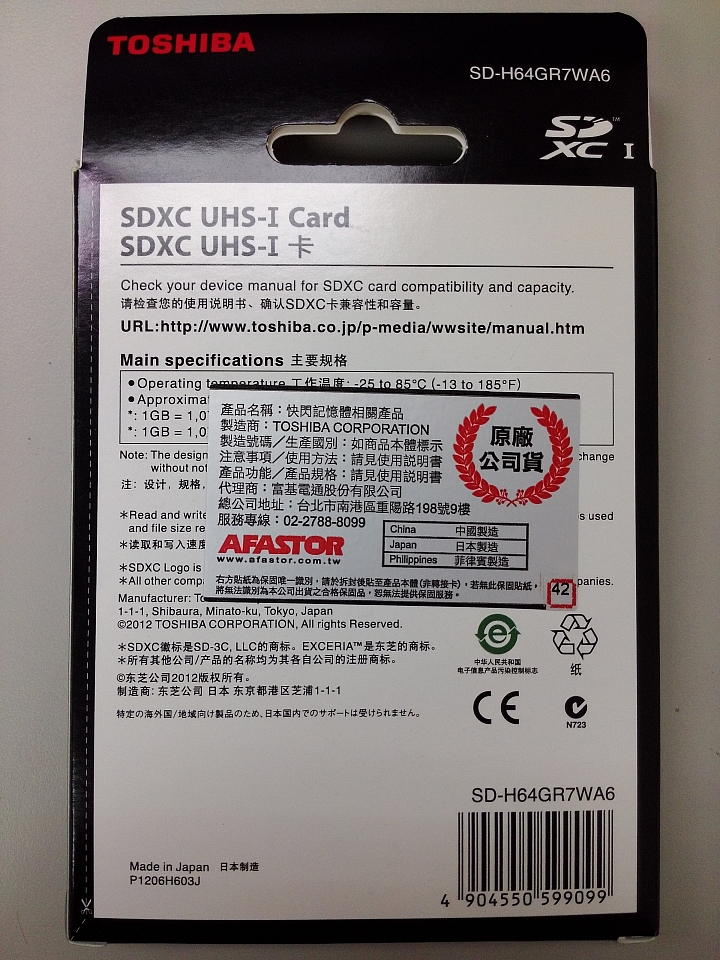 TOSHIBA
SD-H64GR7WA6
SD XC I ™
SDXC UHS-I Card
SDXC UHS-I 卡
Check your device manual for SDXC card compatibility and capacity.
请检查您的使用说明书、确认SDXC卡兼容性和容量。
URL:http://www.toshiba.co.jp/p-media/wwsite/manual.htm
Main specifications 主要规格
●Operating temperature 工作温度: -25 to 85℃ (-13 to 185°F)
●Approximat
*: 1GB = 1,0
*: 1GB = 1,0
Note: The design change
without not
注: 设计, 规格,
*Read and write is used
and file size re
*读取和写入速度
*SDXC Logo is
*All other compa panies.
Manufacturer: To
1-1-1, Shibaura, Minato-ku, Tokyo, Japan
©2012 TOSHIBA CORPORATION, All rights Reserved.
產品名稱：快閃記憶體相關產品
製造商：TOSHIBA CORPORATION
製造號碼／生產國別：如商品本體標示
注意事項／使用方法：請見使用說明書
產品功能／產品規格：請見使用說明書
代理商：富基電通股份有限公司
總公司地址：台北市南港區重陽路198號9樓
服務專線：02-2788-8099
原廠
公司貨
AFASTOR
www.afastor.com.tw
China 中國製造
Japan 日本製造
Philippines 菲律賓製造
右方貼紙為保固唯一識別，請於拆封後貼至產品本體(非轉接卡)，若無此保固貼紙，
將無法識別為本公司出貨之合格保固品，恕無法提供保固服務。
42
*SDXC徽标是SD-3C, LLC的商标。EXCERIA™是东芝的商标。
*所有其他公司/产品的名称均为其各自公司的注册商标。
©东芝公司2012版权所有。
制造商: 东芝公司 日本 东京都港区芝浦1-1-1
特定の海外国/地域向け製品のため、日本国内でのサポートは受けられません。
e
中华人民共和国
电子信息产品污染控制标志
纸
CE
N723
SD-H64GR7WA6
Made in Japan 日本制造
P1206H603J
4 904550 599099